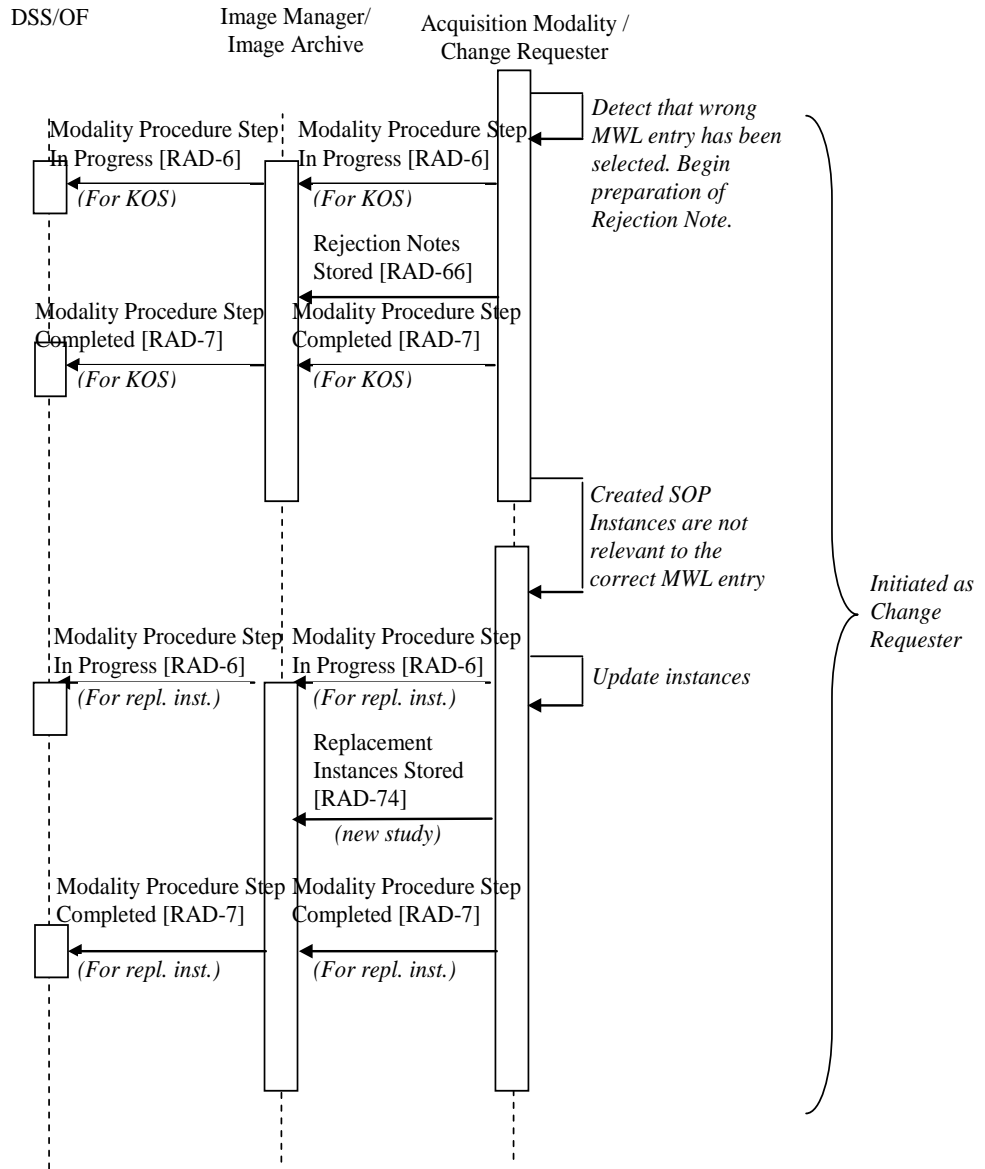 DSS/OF
Image Manager/
Image Archive
Acquisition Modality /
Change Requester
Detect that wrong
MWL entry has been
selected. Begin
preparation of
Rejection Note.
Modality Procedure Step
In Progress [RAD-6]
(For KOS)
Modality Procedure Step
In Progress [RAD-6]
(For KOS)
Rejection Notes
Stored [RAD-66]
Modality Procedure Step
Completed [RAD-7]
(For KOS)
Modality Procedure Step
Completed [RAD-7]
(For KOS)
Created SOP
Instances are not
relevant to the
correct MWL entry
Initiated as
Change
Requester
Modality Procedure Step
In Progress [RAD-6]
(For repl. inst.)
Modality Procedure Step
In Progress [RAD-6]
(For repl. inst.)
Update instances
Replacement
Instances Stored
[RAD-74]
(new study)
Modality Procedure Step
Completed [RAD-7]
(For repl. inst.)
Modality Procedure Step
Completed [RAD-7]
(For repl. inst.)